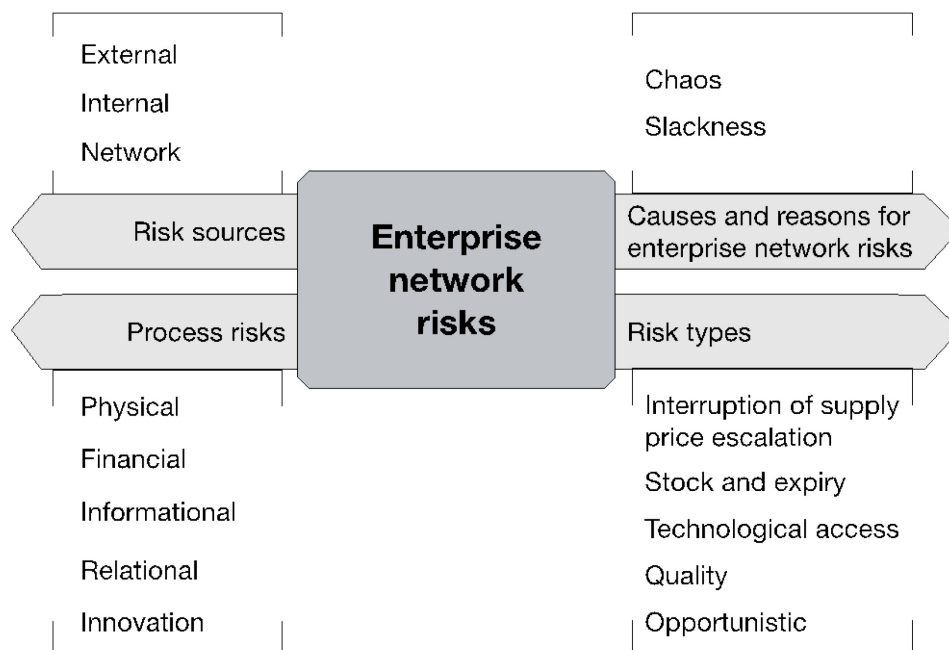 External
Internal
Network
Chaos
Slackness
Risk sources
Enterprise
network
risks
Causes and reasons for
enterprise network risks
Process risks
Risk types
Physical
Financial
Informational
Relational
Innovation
Interruption of supply
price escalation
Stock and expiry
Technological access
Quality
Opportunistic